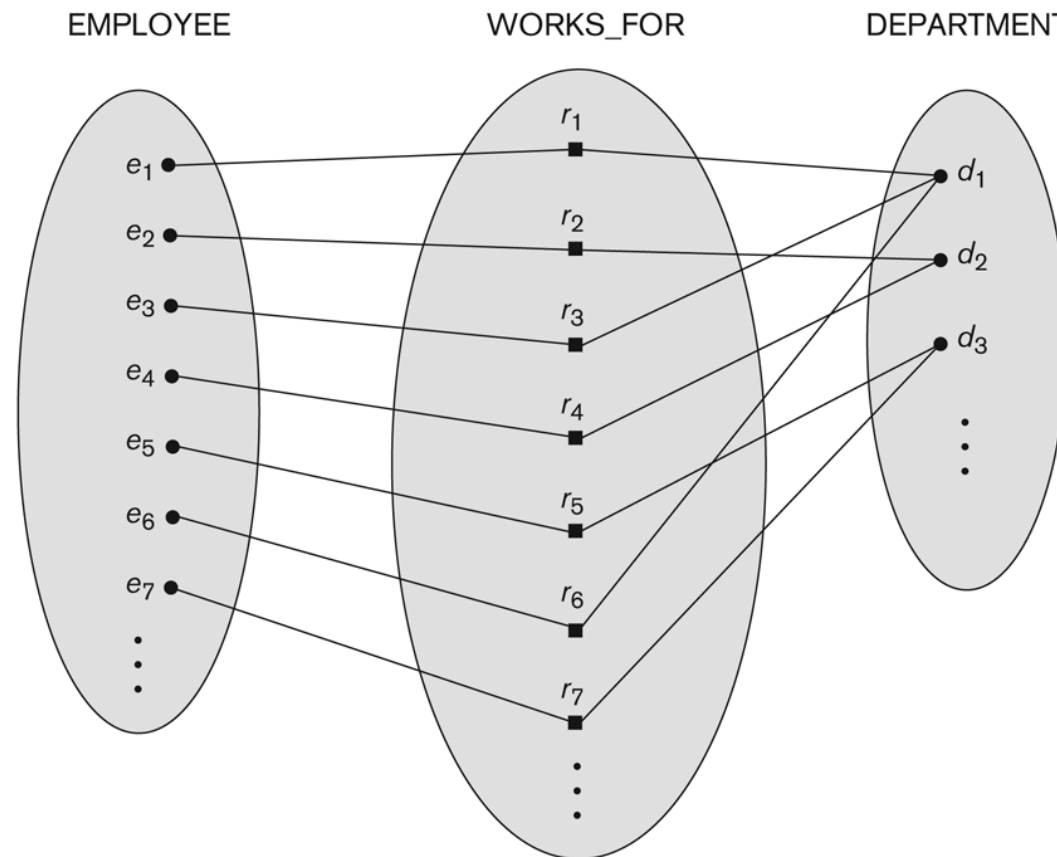 EMPLOYEE
WORKS_FOR
DEPARTMENT
e1
e2
e3
e4
e5
e6
e7
r1
r2
r3
r4
r5
r6
r7
d1
d2
d3